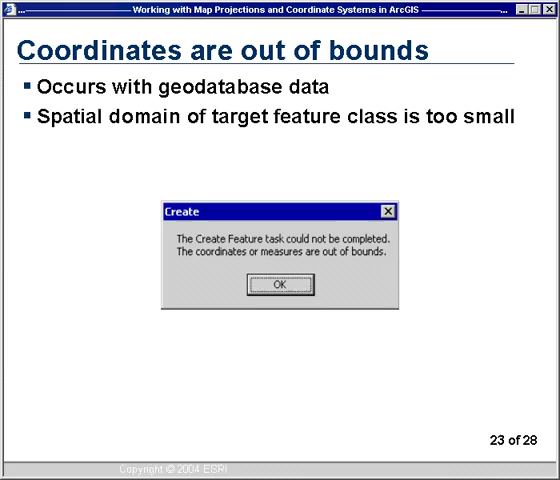 ... Working with Map Projections and Coordinate Systems in ArcGIS ...
Coordinates are out of bounds
▪ Occurs with geodatabase data
▪ Spatial domain of target feature class is too small
Create
The Create Feature task could not be completed.
The coordinates or measures are out of bounds.
OK
23 of 28
Copyright © 2004 ESRI